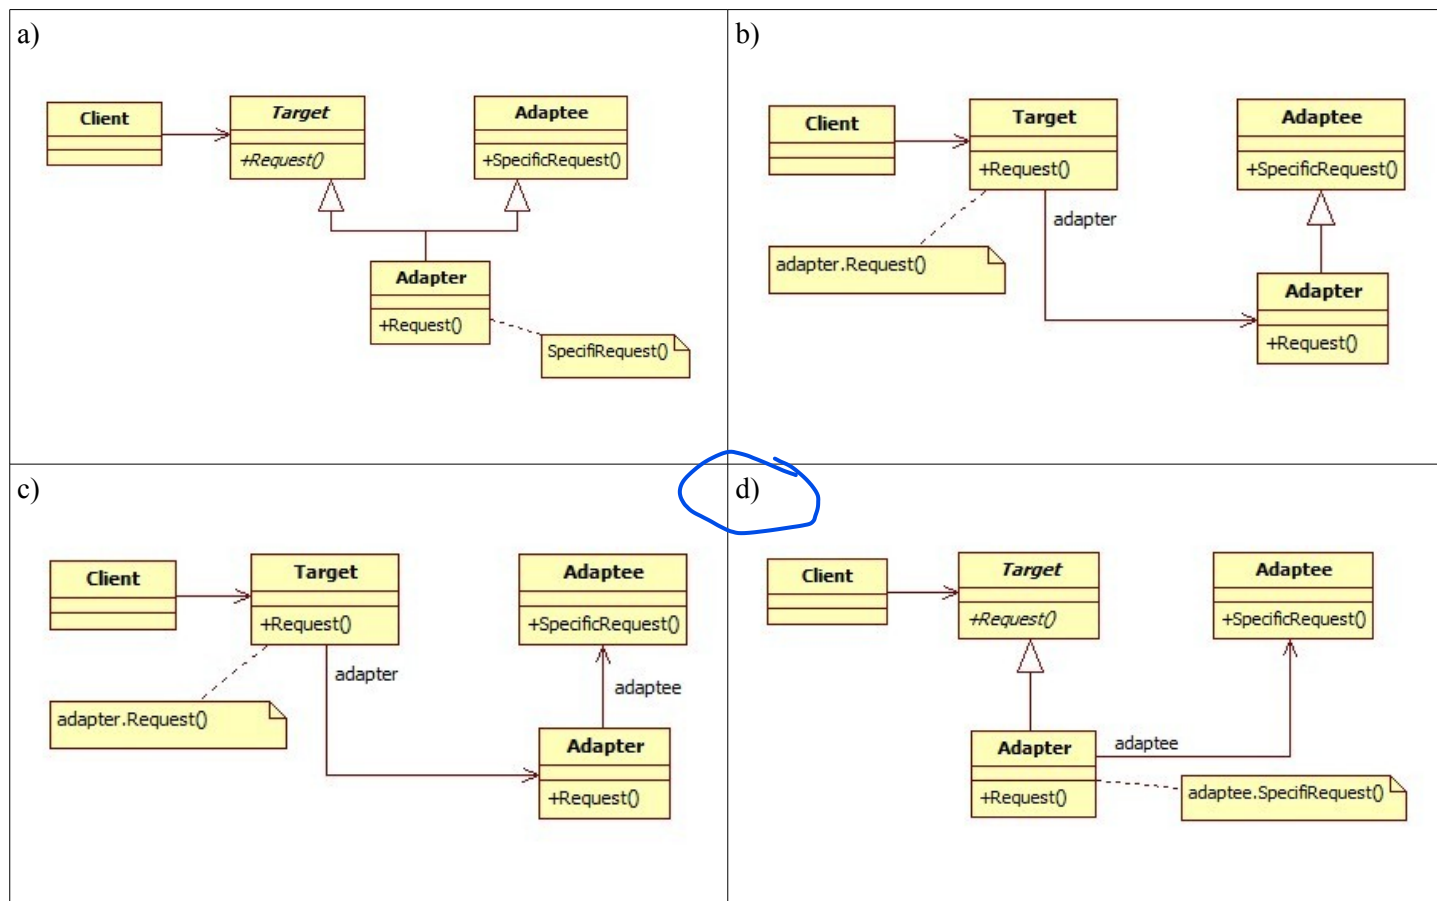 a)
Client
Target
+Request()
Adaptee
+SpecificRequest()
Adapter
+Request()
SpecifiRequest()
b)
Client
Target
+Request()
Adaptee
+SpecificRequest()
adapter
adapter.Request()
Adapter
+Request()
c)
Client
Target
+Request()
Adaptee
+SpecificRequest()
adapter
adaptee
adapter.Request()
Adapter
+Request()
d)
Client
Target
+Request()
Adaptee
+SpecificRequest()
Adapter
+Request()
adaptee
adaptee.SpecifiRequest()